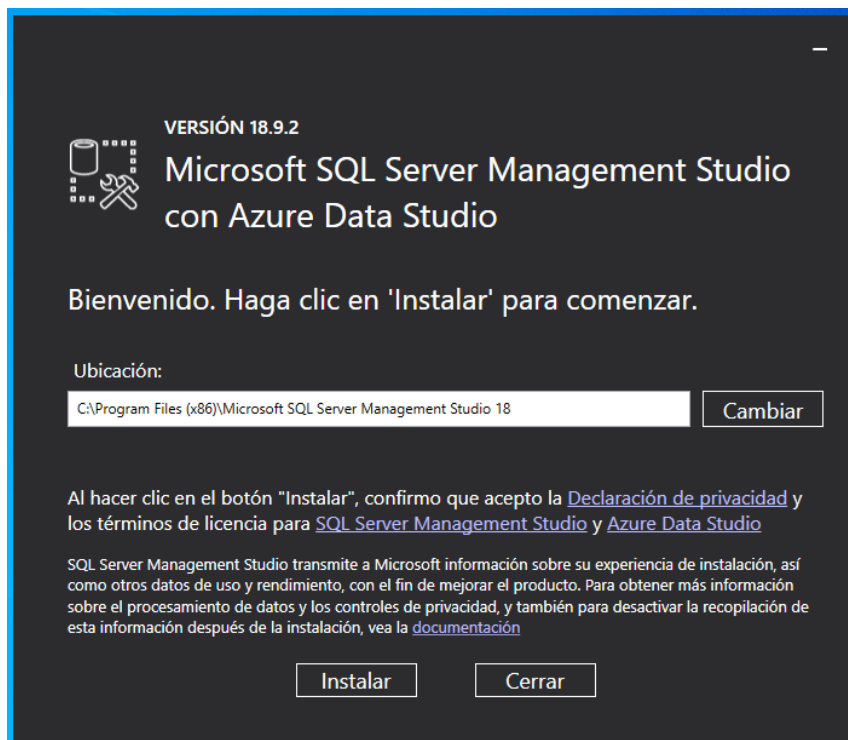 VERSIÓN 18.9.2
Microsoft SQL Server Management Studio
con Azure Data Studio
Bienvenido. Haga clic en 'Instalar' para comenzar.
Ubicación:
C:\Program Files (x86)\Microsoft SQL Server Management Studio 18
Cambiar
Al hacer clic en el botón "Instalar", confirmo que acepto la Declaración de privacidad y
los términos de licencia para SQL Server Management Studio y Azure Data Studio
SQL Server Management Studio transmite a Microsoft información sobre su experiencia de instalación, así
como otros datos de uso y rendimiento, con el fin de mejorar el producto. Para obtener más información
sobre el procesamiento de datos y los controles de privacidad, y también para desactivar la recopilación de
esta información después de la instalación, vea la documentación
Instalar
Cerrar